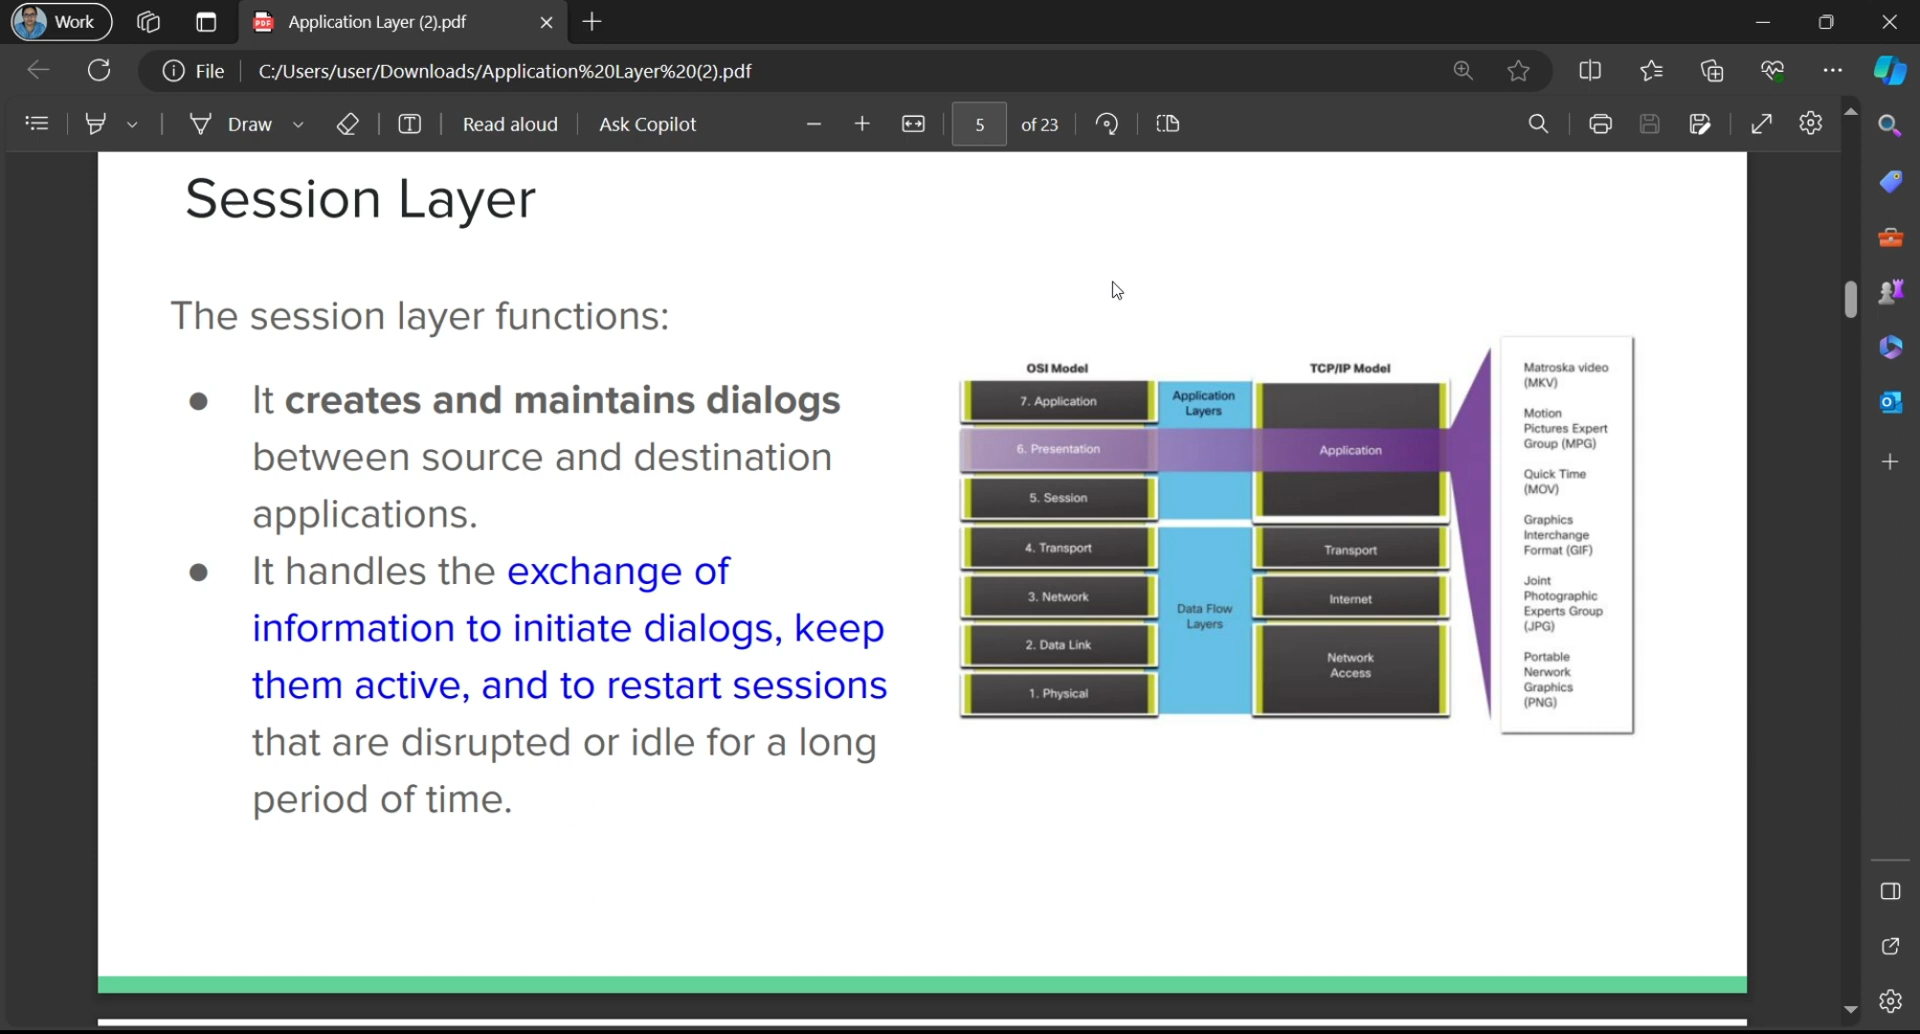 Work
Application Layer (2).pdf
File
C:/Users/user/Downloads/Application%20Layer%20(2).pdf
Draw
Read aloud
Ask Copilot
5
of 23
Session Layer
The session layer functions:
It creates and maintains dialogs
between source and destination
applications.
It handles the exchange of
information to initiate dialogs, keep
them active, and to restart sessions
that are disrupted or idle for a long
period of time.
OSI Model
7. Application
6. Presentation
5. Session
4. Transport
3. Network
2. Data Link
1. Physical
Application
Layers
Data Flow
Layers
TCP/IP Model
Application
Transport
Internet
Network
Access
Matroska video
(MKV)
Motion
Pictures Expert
Group (MPG)
Quick Time
(MOV)
Graphics
Interchange
Format (GIF)
Joint
Photographic
Experts Group
(JPG)
Portable
Nerwork
Graphics
(PNG)